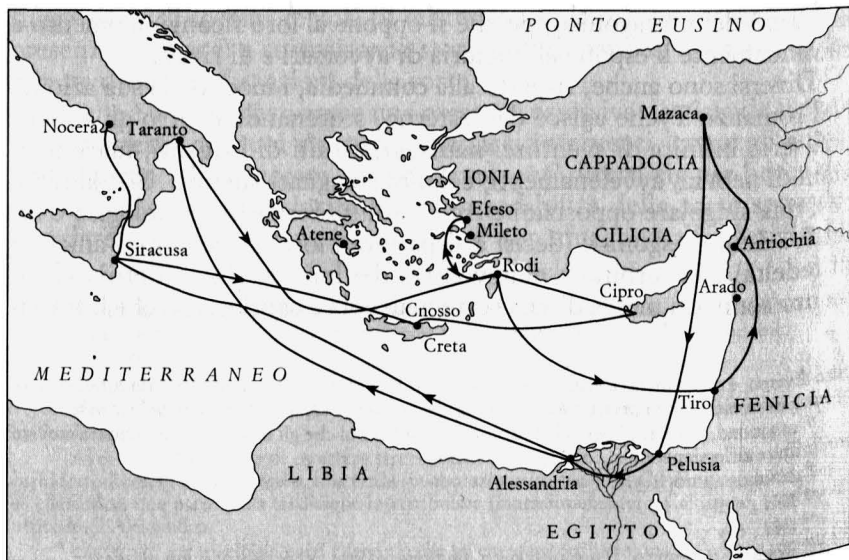 PONTO EUSINO
Nocera
Taranto
Mazaca
CAPPADOCIA
IONIA
Efeso
Mileto
CILICIA
Atene
Siracusa
Antiochia
Rodi
Arado
Cipro
Cnosso
Creta
MEDITERRANEO
Tiro
FENICIA
LIBIA
Alessandria
Pelusia
EGITTO